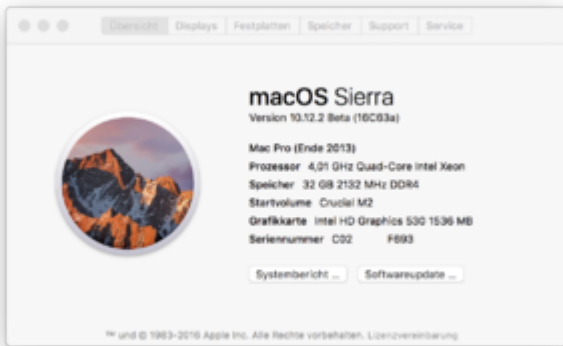 Übersicht Displays Festplatten Speicher Support Service
macOS Sierra
Version 10.12.2 Beta (16C63a)
Mac Pro (Ende 2013)
Prozessor 4,01 GHz Quad-Core Intel Xeon
Speicher 32 GB 2132 MHz DDR4
Startvolume Crucial M2
Grafikkarte Intel HD Graphics 530 1536 MB
Seriennummer C02 F693
Systembericht ... Softwareupdate ...
™ und © 1983-2016 Apple Inc. Alle Rechte vorbehalten. Lizenzvereinbarung